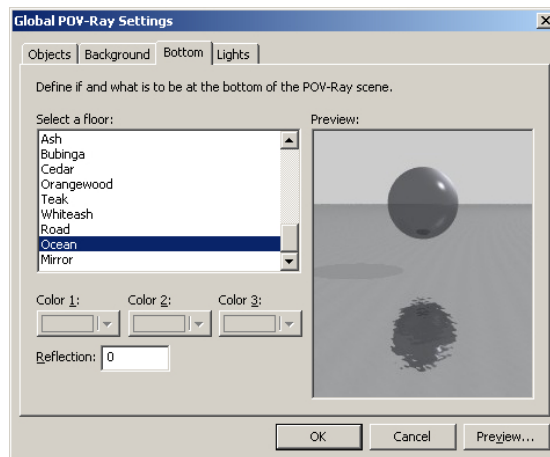 Global POV-Ray Settings
Objects Background Bottom Lights
Define if and what is to be at the bottom of the POV-Ray scene.
Select a floor:
Preview:
Ash
Bubinga
Cedar
Orangewood
Teak
Whiteash
Road
Ocean
Mirror
Color 1: Color 2: Color 3:
Reflection: 0
OK Cancel Preview...